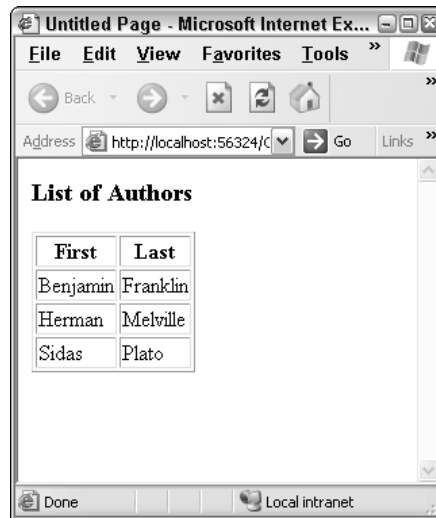 Untitled Page - Microsoft Internet Ex...
File Edit View Favorites Tools »
Back »
Address http://localhost:56324/C Go Links »
List of Authors
First Last
Benjamin Franklin
Herman Melville
Sidas Plato
Done Local intranet